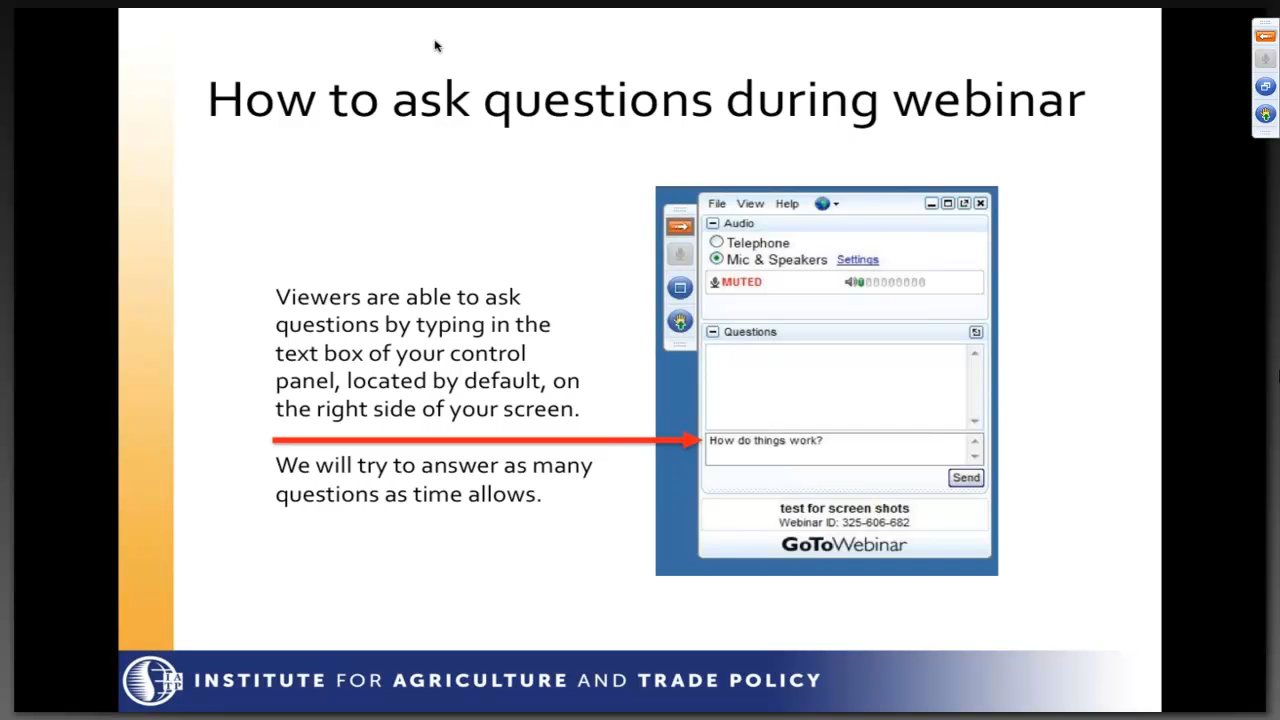 How to ask questions during webinar
Viewers are able to ask
questions by typing in the
text box of your control
panel, located by default, on
the right side of your screen.
We will try to answer as many
questions as time allows.
File View Help
Audio
Telephone
Mic & Speakers Settings
MUTED
Questions
How do things work?
Send
test for screen shots
Webinar ID: 325-606-682
GoToWebinar
IATP
INSTITUTE FOR AGRICULTURE AND TRADE POLICY